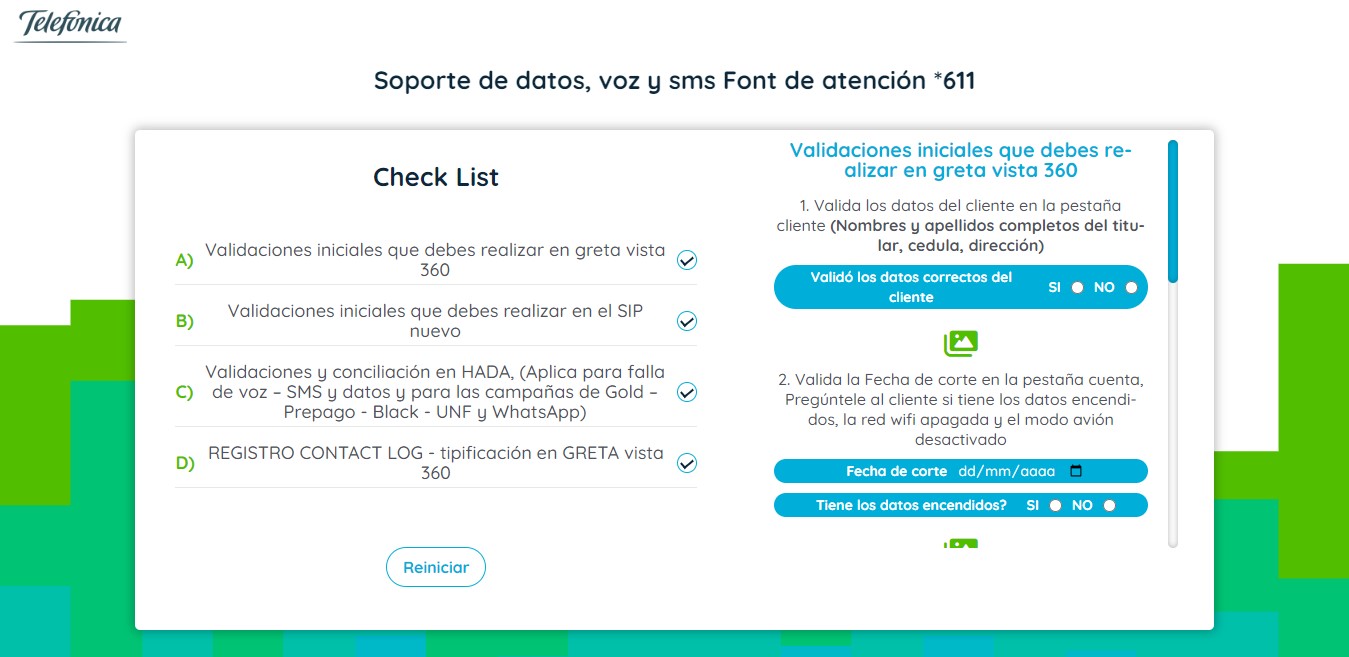 Telefónica
Soporte de datos, voz y sms Font de atención *611
Check List
A) Validaciones iniciales que debes realizar en greta vista
360
B) Validaciones iniciales que debes realizar en el SIP
nuevo
C) Validaciones y conciliación en HADA, (Aplica para falla
de voz – SMS y datos y para las campañas de Gold –
Prepago - Black - UNF y WhatsApp)
D) REGISTRO CONTACT LOG - tipificación en GRETA vista
360
Reiniciar
Validaciones iniciales que debes re-
alizar en greta vista 360
1. Valida los datos del cliente en la pestaña
cliente (Nombres y apellidos completos del titu-
lar, cedula, dirección)
Validó los datos correctos del
cliente
SI NO
2. Valida la Fecha de corte en la pestaña cuenta,
Pregúntele al cliente si tiene los datos encendi-
dos, la red wifi apagada y el modo avión
desactivado
Fecha de corte dd/mm/aaaa
Tiene los datos encendidos? SI NO